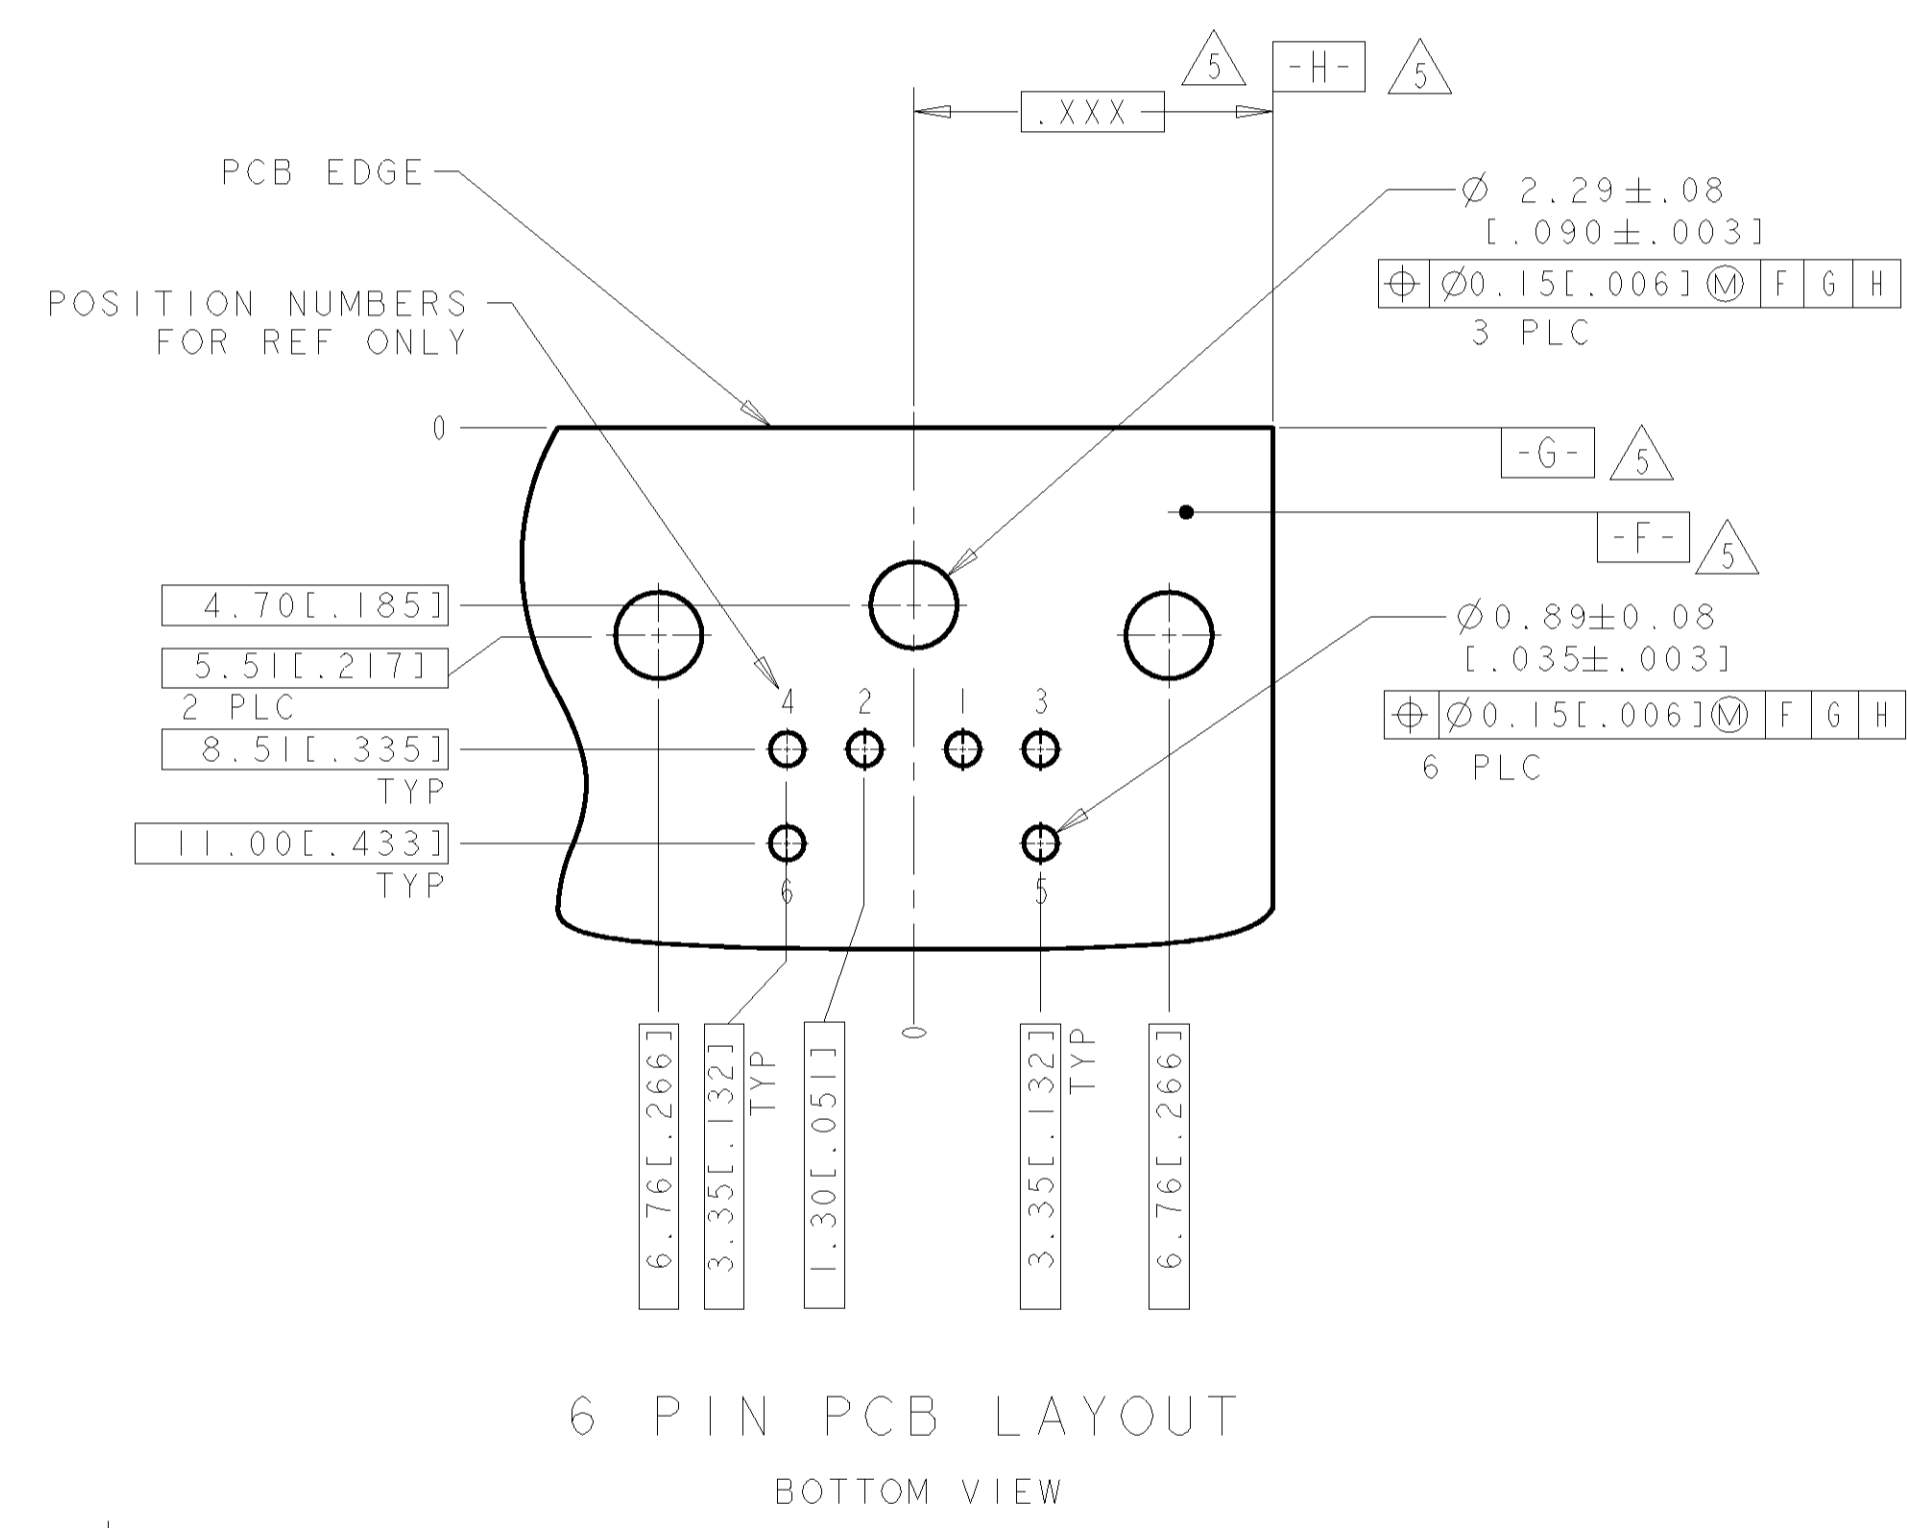 5
-H-
5
.XXX
PCB EDGE
Ø 2.29±.08
[.090±.003]
⌖ Ø0.15[.006]Ⓜ F G H
3 PLC
POSITION NUMBERS
FOR REF ONLY
0
-G-
5
-F-
5
4.70[.185]
5.51[.217]
2 PLC
Ø0.89±0.08
[.035±.003]
⌖ Ø0.15[.006]Ⓜ F G H
6 PLC
4 2 1 3
8.51[.335]
TYP
11.00[.433]
TYP
6 5
6.76[.266]
3.35[.132]
TYP
1.30[.051]
0
3.35[.132]
TYP
6.76[.266]
6 PIN PCB LAYOUT
BOTTOM VIEW